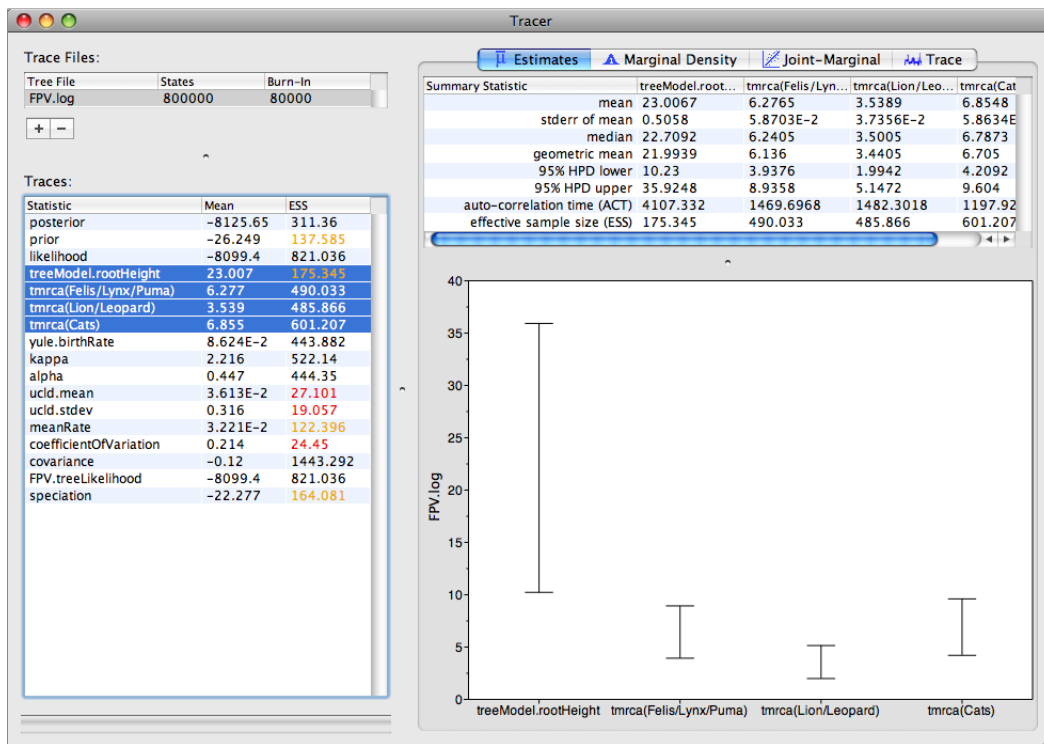 Tracer
Trace Files:
Tree File States Burn-In
FPV.log 800000 80000
+ −
Traces:
Statistic Mean ESS
posterior −8125.65 311.36
prior −26.249 137.585
likelihood −8099.4 821.036
treeModel.rootHeight 23.007 175.345
tmrca(Felis/Lynx/Puma) 6.277 490.033
tmrca(Lion/Leopard) 3.539 485.866
tmrca(Cats) 6.855 601.207
yule.birthRate 8.624E-2 443.882
kappa 2.216 522.14
alpha 0.447 444.35
ucld.mean 3.613E-2 27.101
ucld.stdev 0.316 19.057
meanRate 3.221E-2 122.396
coefficientOfVariation 0.214 24.45
covariance −0.12 1443.292
FPV.treeLikelihood −8099.4 821.036
speciation −22.277 164.081
Estimates Marginal Density Joint-Marginal Trace
Summary Statistic treeModel.root... tmrca(Felis/Lyn... tmrca(Lion/Leo... tmrca(Cat
mean 23.0067 6.2765 3.5389 6.8548
stderr of mean 0.5058 5.8703E-2 3.7356E-2 5.8634E
median 22.7092 6.2405 3.5005 6.7873
geometric mean 21.9939 6.136 3.4405 6.705
95% HPD lower 10.23 3.9376 1.9942 4.2092
95% HPD upper 35.9248 8.9358 5.1472 9.604
auto-correlation time (ACT) 4107.332 1469.6968 1482.3018 1197.92
effective sample size (ESS) 175.345 490.033 485.866 601.207
FPV.log
40
35
30
25
20
15
10
5
0
treeModel.rootHeight tmrca(Felis/Lynx/Puma) tmrca(Lion/Leopard) tmrca(Cats)